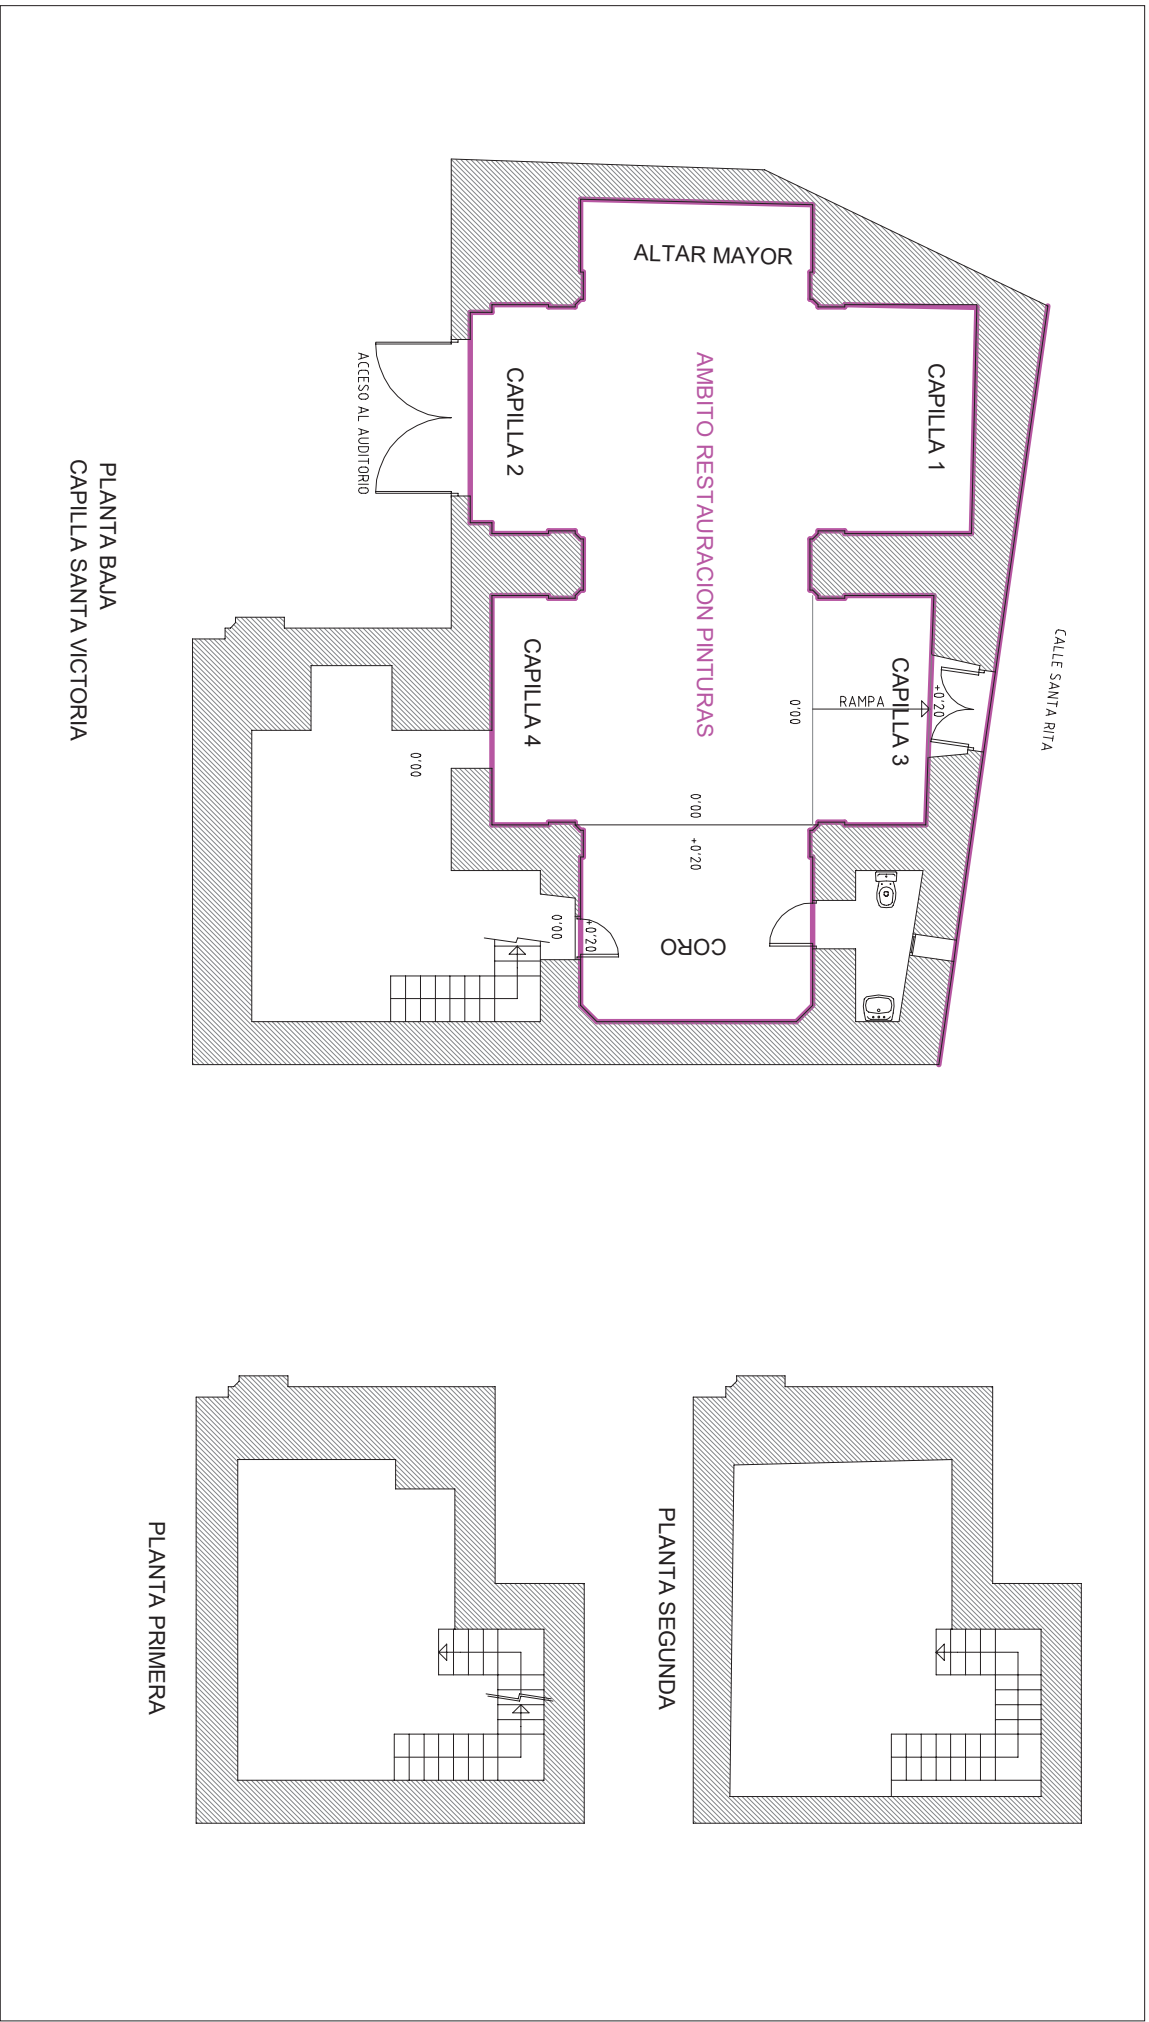 CALLE SANTA RITA
CAPILLA 1
CAPILLA 3
+0'20
RAMPA
0'00
ALTAR MAYOR
AMBITO RESTAURACION PINTURAS
0'00
+0'20
CORO
CAPILLA 2
CAPILLA 4
+0'20
0'00
0'00
ACCESO AL AUDITORIO
PLANTA BAJA
CAPILLA SANTA VICTORIA
PLANTA SEGUNDA
PLANTA PRIMERA